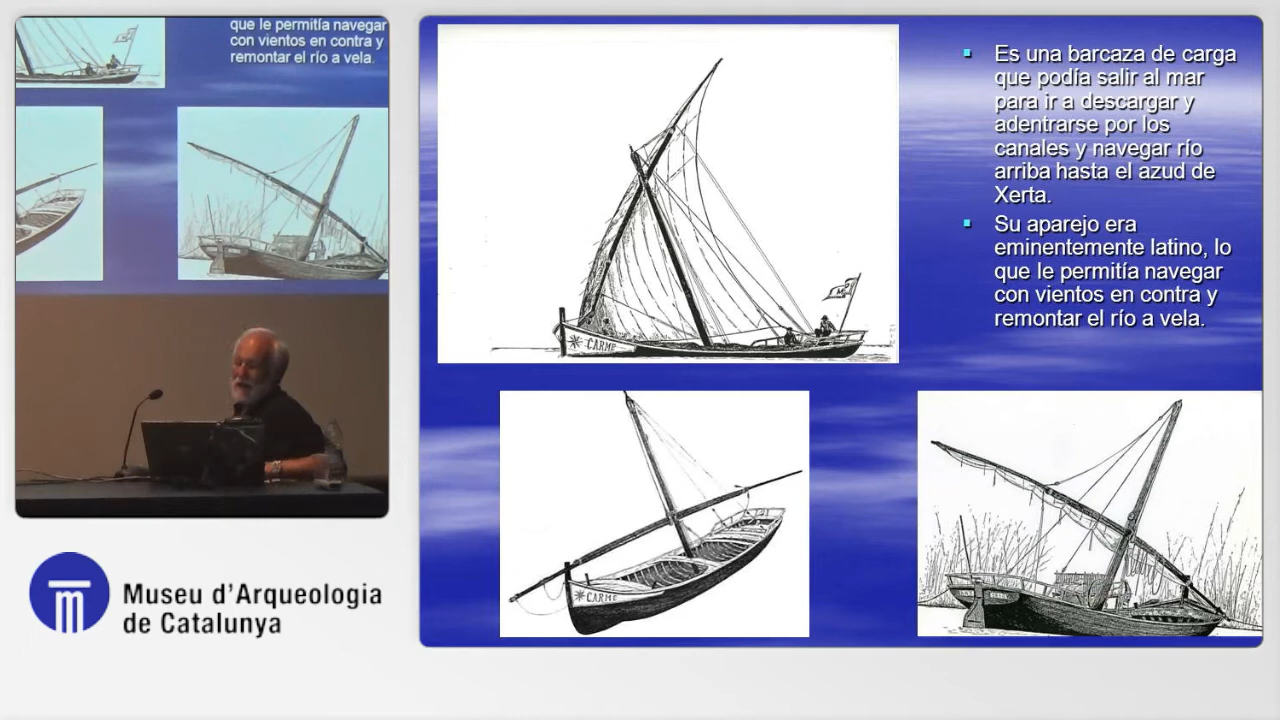 que le permitía navegar
con vientos en contra y
remontar el río a vela.
Museu d'Arqueologia
de Catalunya
Es una barcaza de carga
que podía salir al mar
para ir a descargar y
adentrarse por los
canales y navegar río
arriba hasta el azud de
Xerta.
Su aparejo era
eminentemente latino, lo
que le permitía navegar
con vientos en contra y
remontar el río a vela.
CARME
CARME